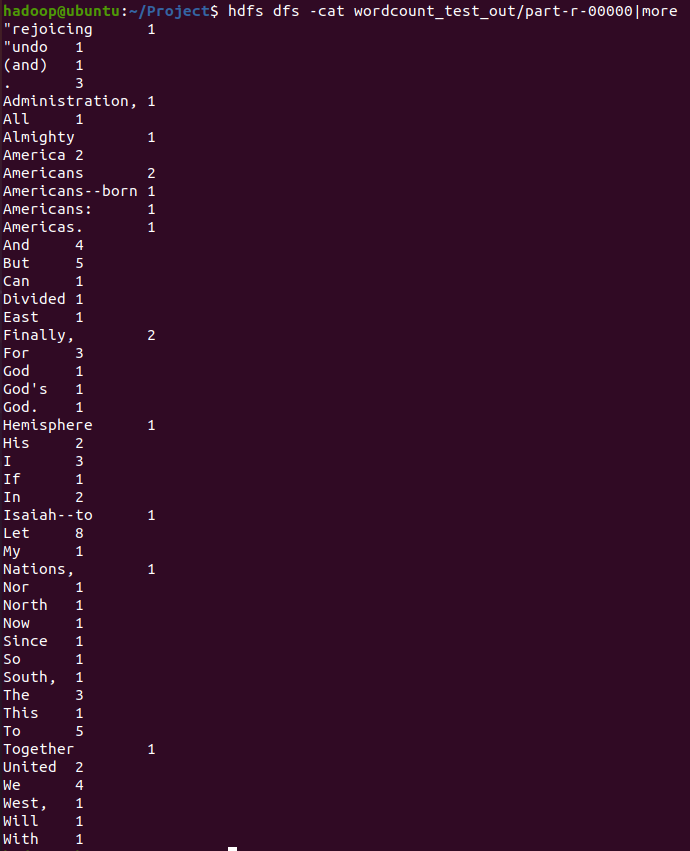 hadoop@ubuntu:~/Project$ hdfs dfs -cat wordcount_test_out/part-r-00000|more
"rejoicing 1
"undo 1
(and) 1
. 3
Administration, 1
All 1
Almighty 1
America 2
Americans 2
Americans--born 1
Americans: 1
Americas. 1
And 4
But 5
Can 1
Divided 1
East 1
Finally, 2
For 3
God 1
God's 1
God. 1
Hemisphere 1
His 2
I 3
If 1
In 2
Isaiah--to 1
Let 8
My 1
Nations, 1
Nor 1
North 1
Now 1
Since 1
So 1
South, 1
The 3
This 1
To 5
Together 1
United 2
We 4
West, 1
Will 1
With 1